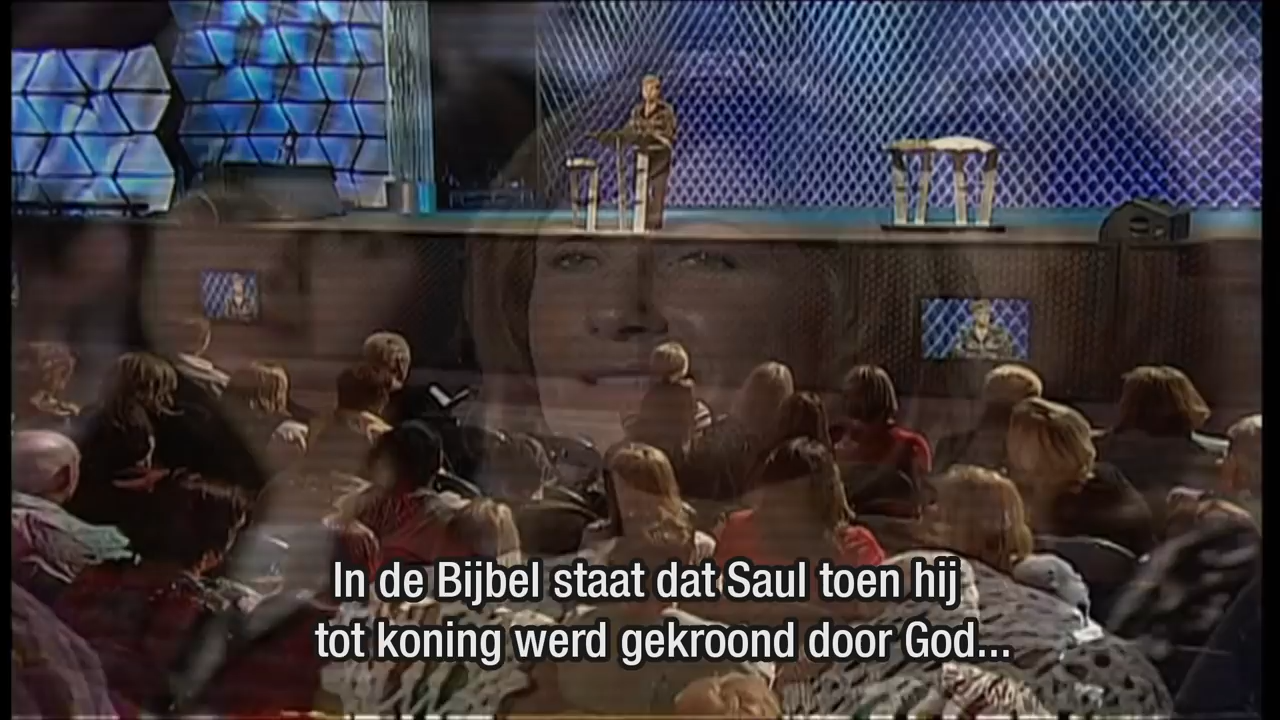 In de Bijbel staat dat Saul toen hij
tot koning werd gekroond door God...